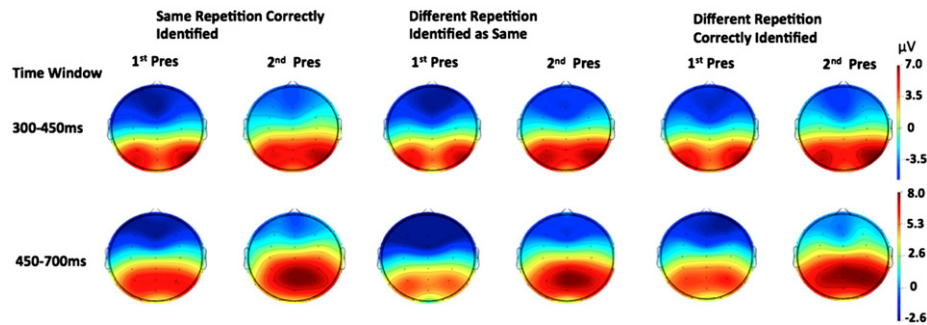 Same Repetition Correctly
Identified
Different Repetition
Identified as Same
Different Repetition
Correctly Identified
Time Window
1st Pres
2nd Pres
1st Pres
2nd Pres
1st Pres
2nd Pres
μV
7.0
3.5
0
-3.5
300-450ms
8.0
5.3
2.6
0
-2.6
450-700ms